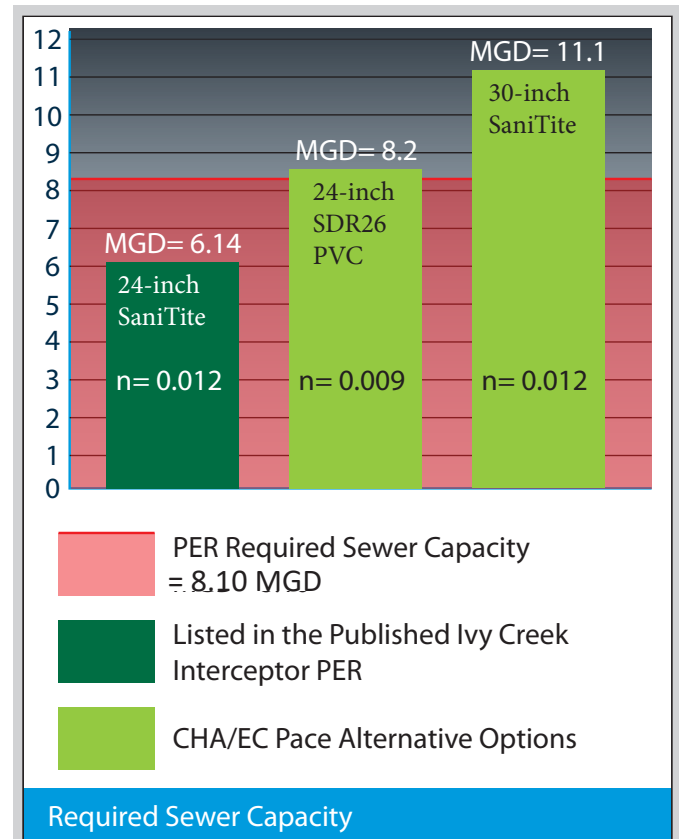 12
11
10
9
8
7
6
5
4
3
2
1
0
MGD= 6.14
24-inch
SaniTite
n= 0.012
MGD= 8.2
24-inch
SDR26
PVC
n= 0.009
MGD= 11.1
30-inch
SaniTite
n= 0.012
PER Required Sewer Capacity
= 8.10 MGD
Listed in the Published Ivy Creek
Interceptor PER
CHA/EC Pace Alternative Options
Required Sewer Capacity